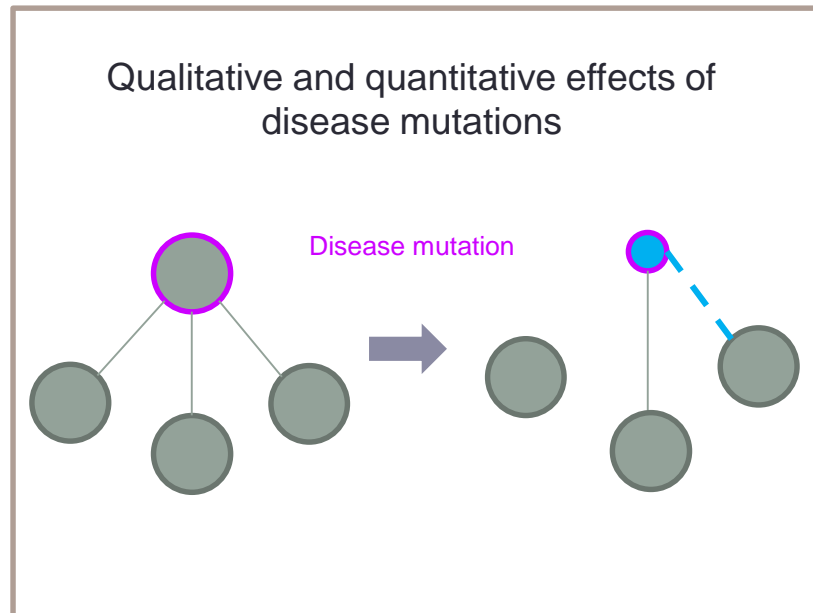 Qualitative and quantitative effects of
disease mutations
Disease mutation